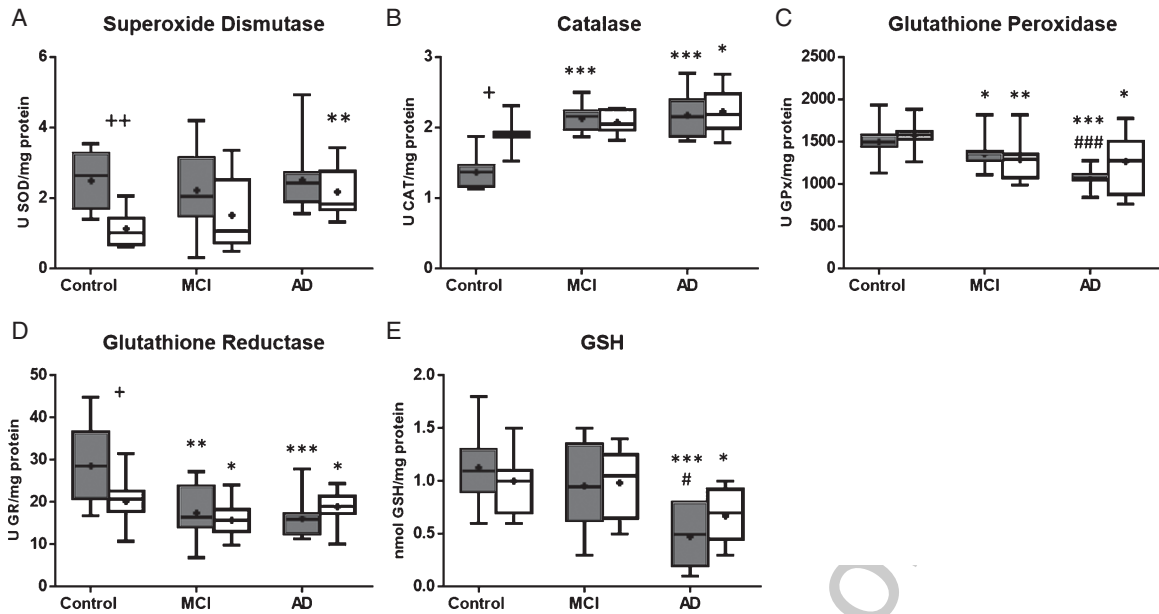 A
Superoxide Dismutase
U SOD/mg protein
6
4
2
0
++
**
Control
MCI
AD
B
Catalase
U CAT/mg protein
3
2
1
0
+
***
***
*
Control
MCI
AD
C
Glutathione Peroxidase
U GPx/mg protein
2500
2000
1500
1000
500
0
*
**
***
###
*
Control
MCI
AD
D
Glutathione Reductase
U GR/mg protein
50
40
30
20
10
0
+
**
*
***
*
Control
MCI
AD
E
GSH
nmol GSH/mg protein
2.0
1.5
1.0
0.5
0.0
***
#
*
Control
MCI
AD